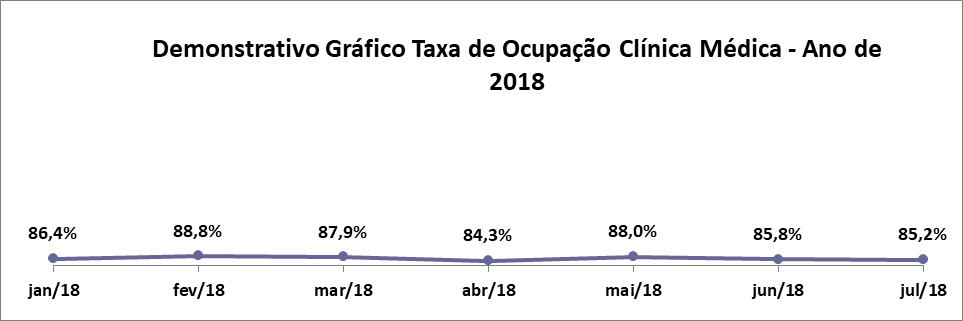 Demonstrativo Gráfico Taxa de Ocupação Clínica Médica - Ano de
2018
86,4% 88,8% 87,9% 84,3% 88,0% 85,8% 85,2%
jan/18 fev/18 mar/18 abr/18 mai/18 jun/18 jul/18